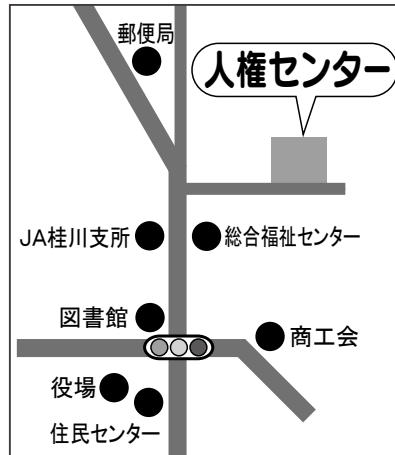 郵便局
人権センター
JA桂川支所
総合福祉センター
図書館
商工会
役場
住民センター